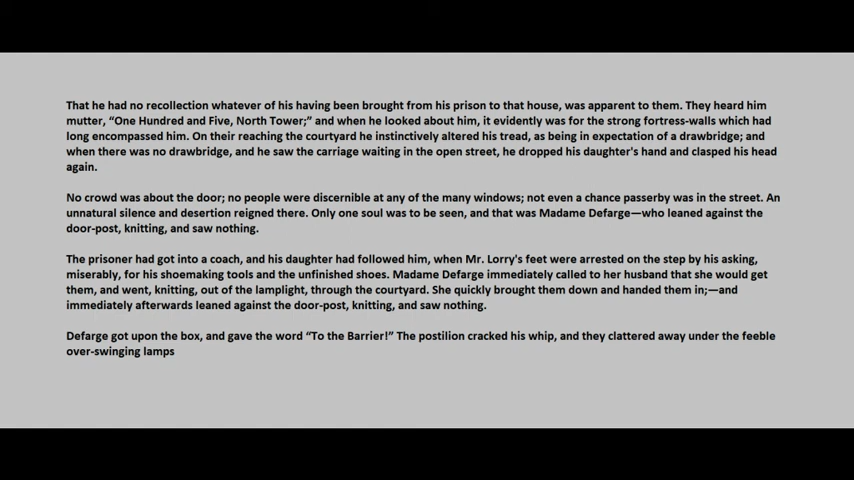 That he had no recollection whatever of his having been brought from his prison to that house, was apparent to them. They heard him
mutter, “One Hundred and Five, North Tower;” and when he looked about him, it evidently was for the strong fortress-walls which had
long encompassed him. On their reaching the courtyard he instinctively altered his tread, as being in expectation of a drawbridge; and
when there was no drawbridge, and he saw the carriage waiting in the open street, he dropped his daughter's hand and clasped his head
again.
No crowd was about the door; no people were discernible at any of the many windows; not even a chance passerby was in the street. An
unnatural silence and desertion reigned there. Only one soul was to be seen, and that was Madame Defarge—who leaned against the
door-post, knitting, and saw nothing.
The prisoner had got into a coach, and his daughter had followed him, when Mr. Lorry's feet were arrested on the step by his asking,
miserably, for his shoemaking tools and the unfinished shoes. Madame Defarge immediately called to her husband that she would get
them, and went, knitting, out of the lamplight, through the courtyard. She quickly brought them down and handed them in;—and
immediately afterwards leaned against the door-post, knitting, and saw nothing.
Defarge got upon the box, and gave the word “To the Barrier!” The postilion cracked his whip, and they clattered away under the feeble
over-swinging lamps